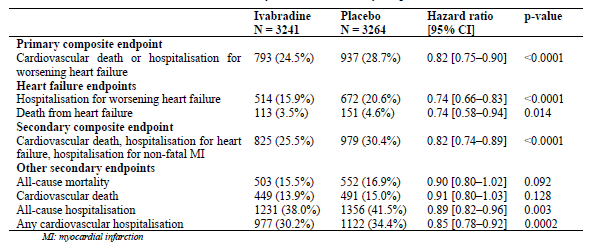 Ivabradine Placebo Hazard ratio p-value
N = 3241 N = 3264 [95% CI]
Primary composite endpoint
Cardiovascular death or hospitalisation for 793 (24.5%) 937 (28.7%) 0.82 [0.75–0.90] <0.0001
worsening heart failure
Heart failure endpoints
Hospitalisation for worsening heart failure 514 (15.9%) 672 (20.6%) 0.74 [0.66–0.83] <0.0001
Death from heart failure 113 (3.5%) 151 (4.6%) 0.74 [0.58–0.94] 0.014
Secondary composite endpoint
Cardiovascular death, hospitalisation for heart 825 (25.5%) 979 (30.4%) 0.82 [0.74–0.89] <0.0001
failure, hospitalisation for non-fatal MI
Other secondary endpoints
All-cause mortality 503 (15.5%) 552 (16.9%) 0.90 [0.80–1.02] 0.092
Cardiovascular death 449 (13.9%) 491 (15.0%) 0.91 [0.80–1.03] 0.128
All-cause hospitalisation 1231 (38.0%) 1356 (41.5%) 0.89 [0.82–0.96] 0.003
Any cardiovascular hospitalisation 977 (30.2%) 1122 (34.4%) 0.85 [0.78–0.92] 0.0002
MI: myocardial infarction